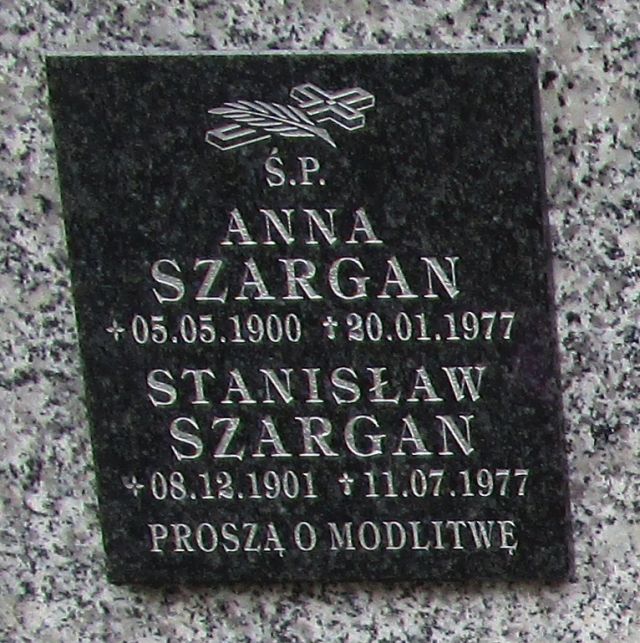 Ś.P.
ANNA
SZARGAN
✢05.05.1900 ✝20.01.1977
STANISŁAW
SZARGAN
✢08.12.1901 ✝11.07.1977
PROSZĄ O MODLITWĘ